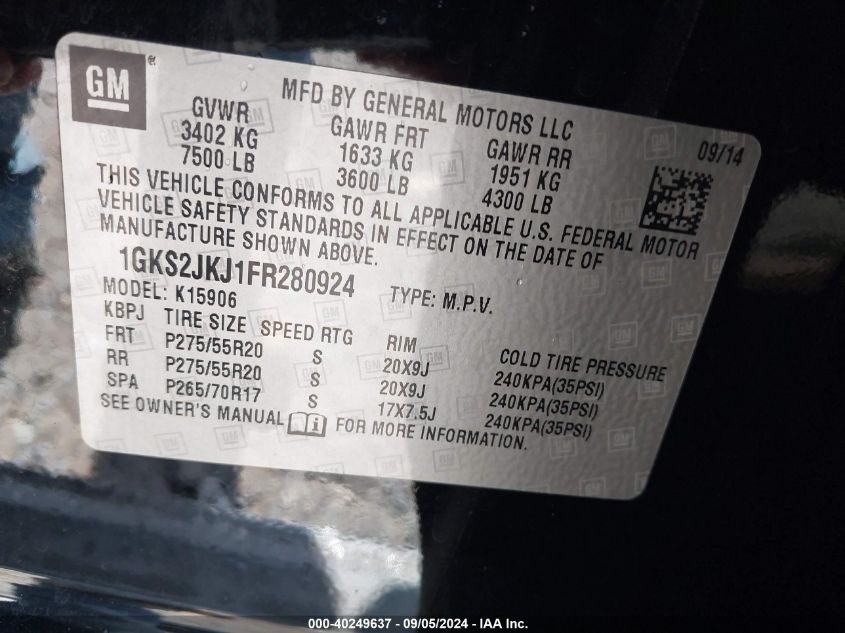 GM
MFD BY GENERAL MOTORS LLC
GVWR GAWR FRT GAWR RR 09/14
3402 KG 1633 KG 1951 KG
7500 LB 3600 LB 4300 LB
THIS VEHICLE CONFORMS TO ALL APPLICABLE U.S. FEDERAL MOTOR
VEHICLE SAFETY STANDARDS IN EFFECT ON THE DATE OF
MANUFACTURE SHOWN ABOVE.
1GKS2JKJ1FR280924 TYPE: M.P.V.
MODEL: K15906
KBPJ TIRE SIZE SPEED RTG RIM COLD TIRE PRESSURE
FRT P275/55R20 S 20X9J 240KPA(35PSI)
RR P275/55R20 S 20X9J 240KPA(35PSI)
SPA P265/70R17 S 17X7.5J 240KPA(35PSI)
SEE OWNER'S MANUAL FOR MORE INFORMATION.
000-40249637 - 09/05/2024 - IAA Inc.